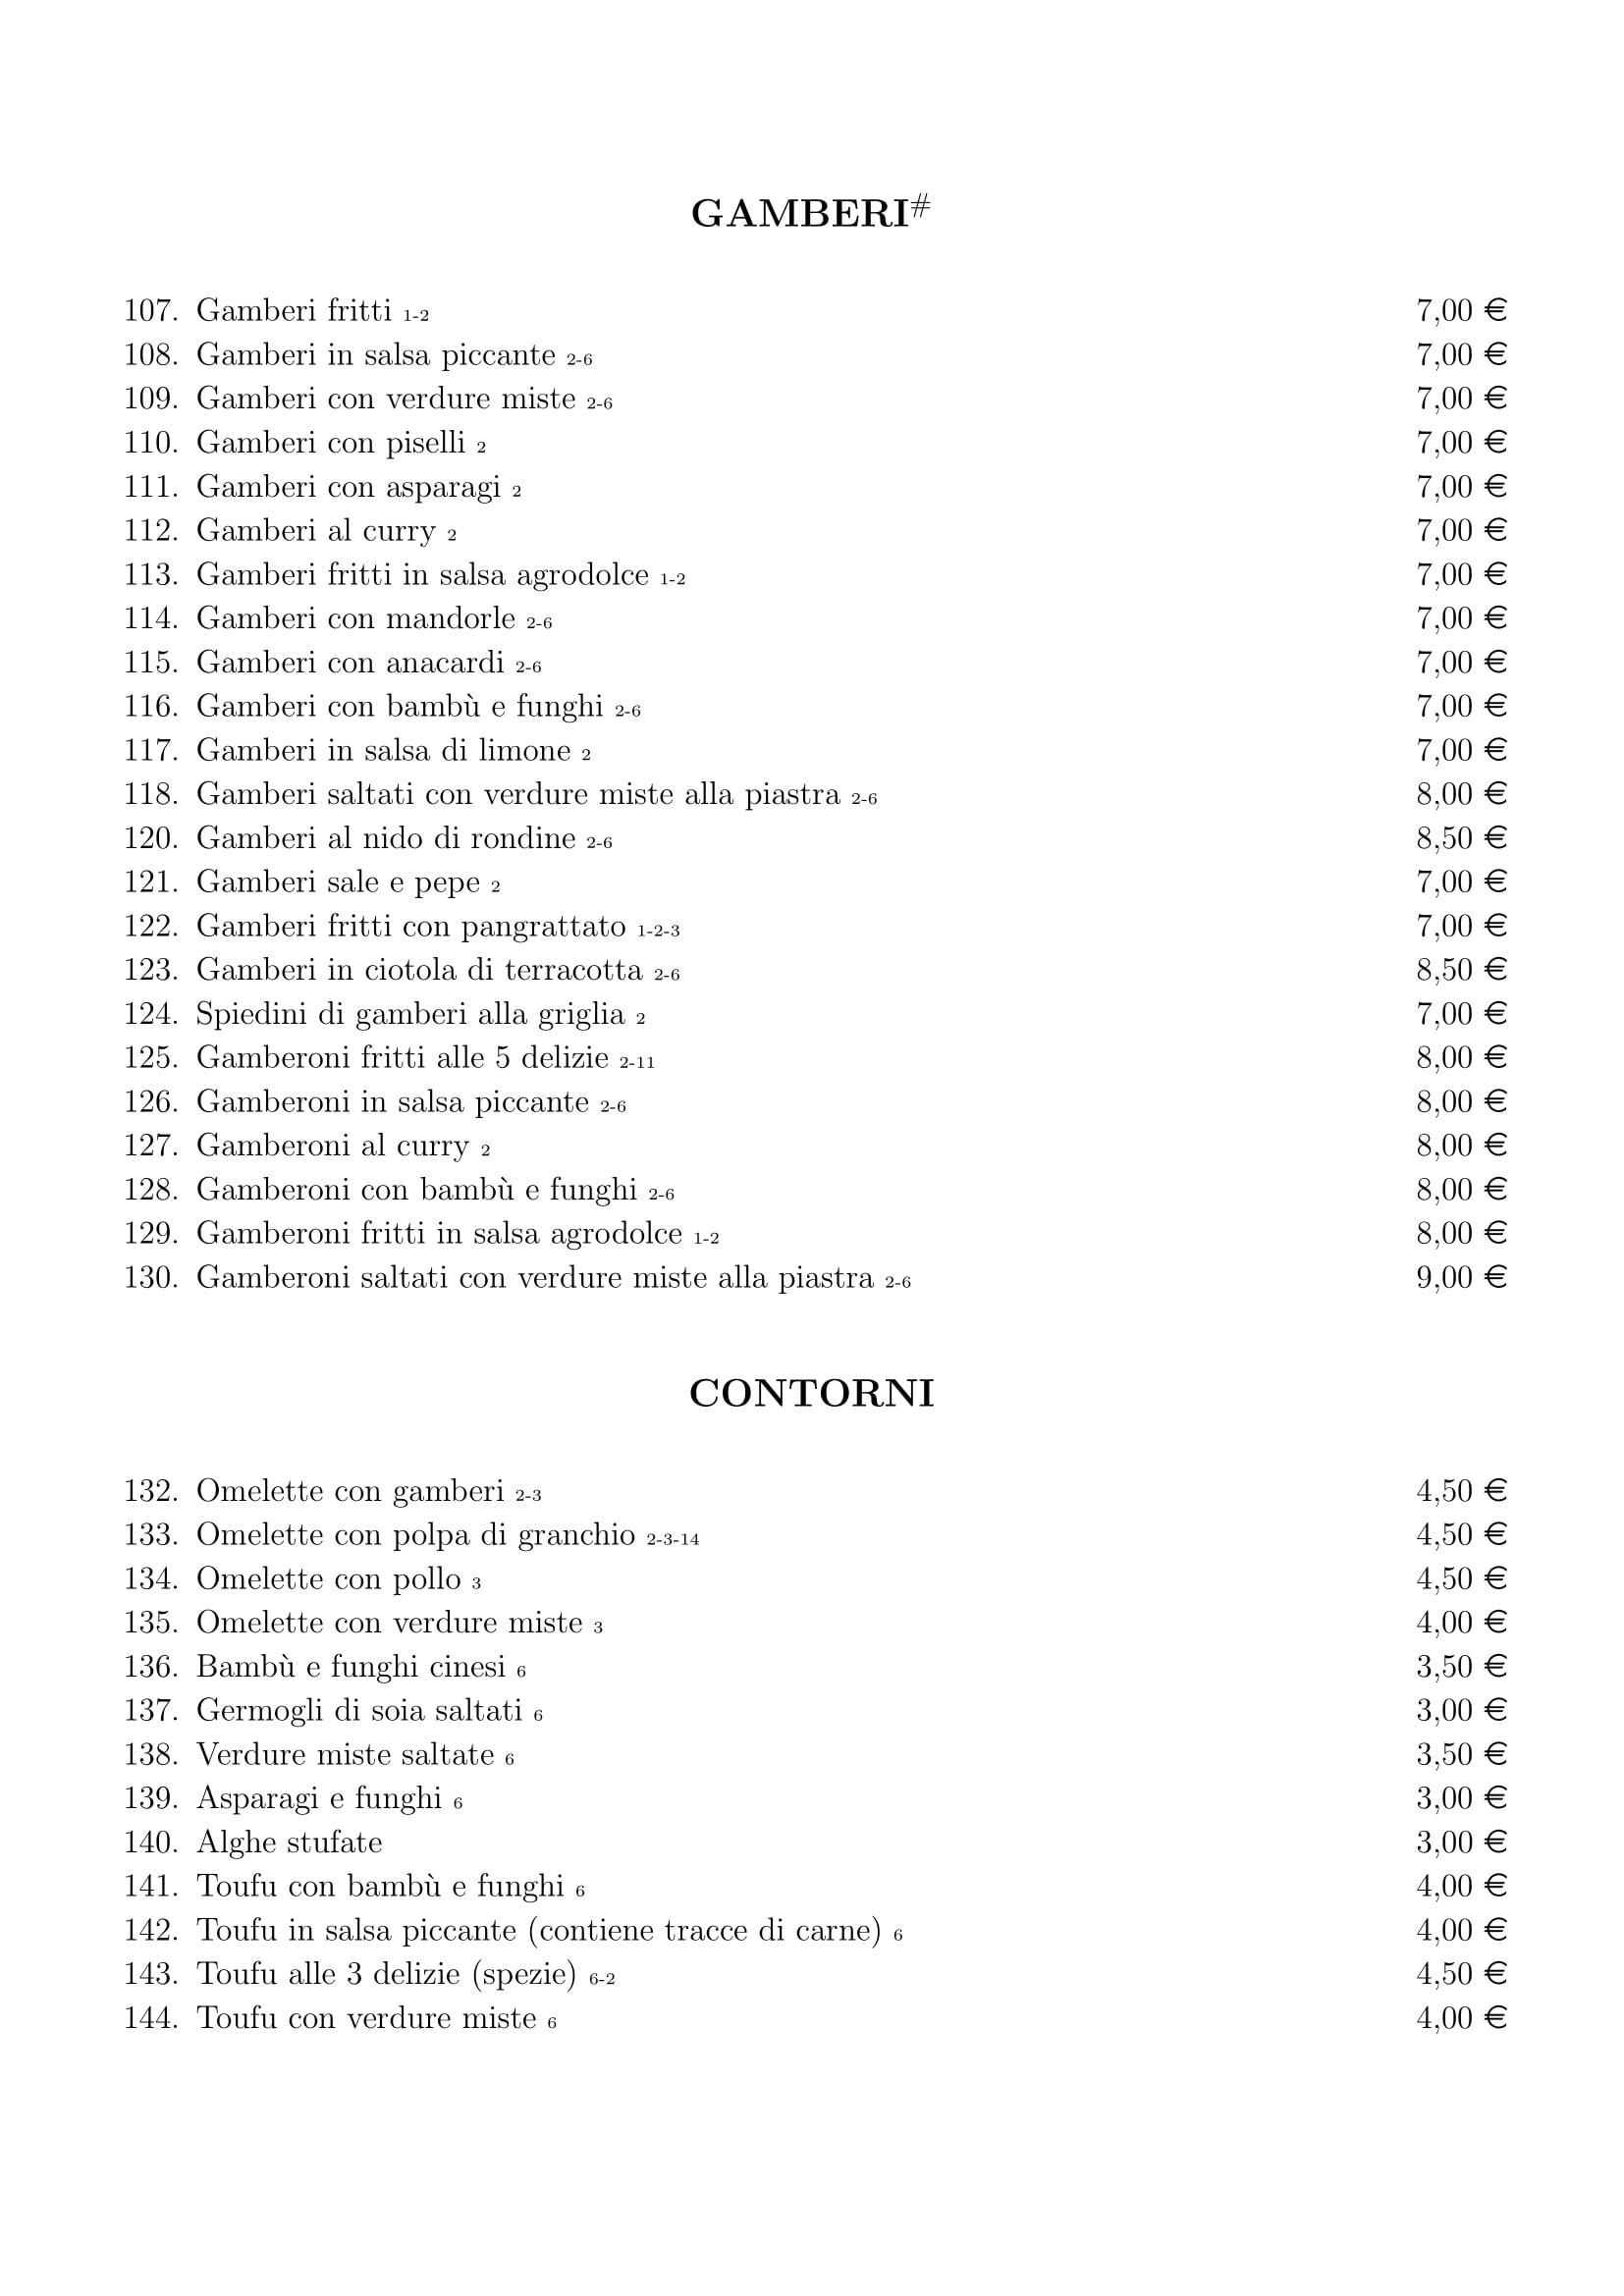 GAMBERI#
107. Gamberi fritti 1-2 7,00 €
108. Gamberi in salsa piccante 2-6 7,00 €
109. Gamberi con verdure miste 2-6 7,00 €
110. Gamberi con piselli 2 7,00 €
111. Gamberi con asparagi 2 7,00 €
112. Gamberi al curry 2 7,00 €
113. Gamberi fritti in salsa agrodolce 1-2 7,00 €
114. Gamberi con mandorle 2-6 7,00 €
115. Gamberi con anacardi 2-6 7,00 €
116. Gamberi con bambù e funghi 2-6 7,00 €
117. Gamberi in salsa di limone 2 7,00 €
118. Gamberi saltati con verdure miste alla piastra 2-6 8,00 €
120. Gamberi al nido di rondine 2-6 8,50 €
121. Gamberi sale e pepe 2 7,00 €
122. Gamberi fritti con pangrattato 1-2-3 7,00 €
123. Gamberi in ciotola di terracotta 2-6 8,50 €
124. Spiedini di gamberi alla griglia 2 7,00 €
125. Gamberoni fritti alle 5 delizie 2-11 8,00 €
126. Gamberoni in salsa piccante 2-6 8,00 €
127. Gamberoni al curry 2 8,00 €
128. Gamberoni con bambù e funghi 2-6 8,00 €
129. Gamberoni fritti in salsa agrodolce 1-2 8,00 €
130. Gamberoni saltati con verdure miste alla piastra 2-6 9,00 €
CONTORNI
132. Omelette con gamberi 2-3 4,50 €
133. Omelette con polpa di granchio 2-3-14 4,50 €
134. Omelette con pollo 3 4,50 €
135. Omelette con verdure miste 3 4,00 €
136. Bambù e funghi cinesi 6 3,50 €
137. Germogli di soia saltati 6 3,00 €
138. Verdure miste saltate 6 3,50 €
139. Asparagi e funghi 6 3,00 €
140. Alghe stufate 3,00 €
141. Toufu con bambù e funghi 6 4,00 €
142. Toufu in salsa piccante (contiene tracce di carne) 6 4,00 €
143. Toufu alle 3 delizie (spezie) 6-2 4,50 €
144. Toufu con verdure miste 6 4,00 €